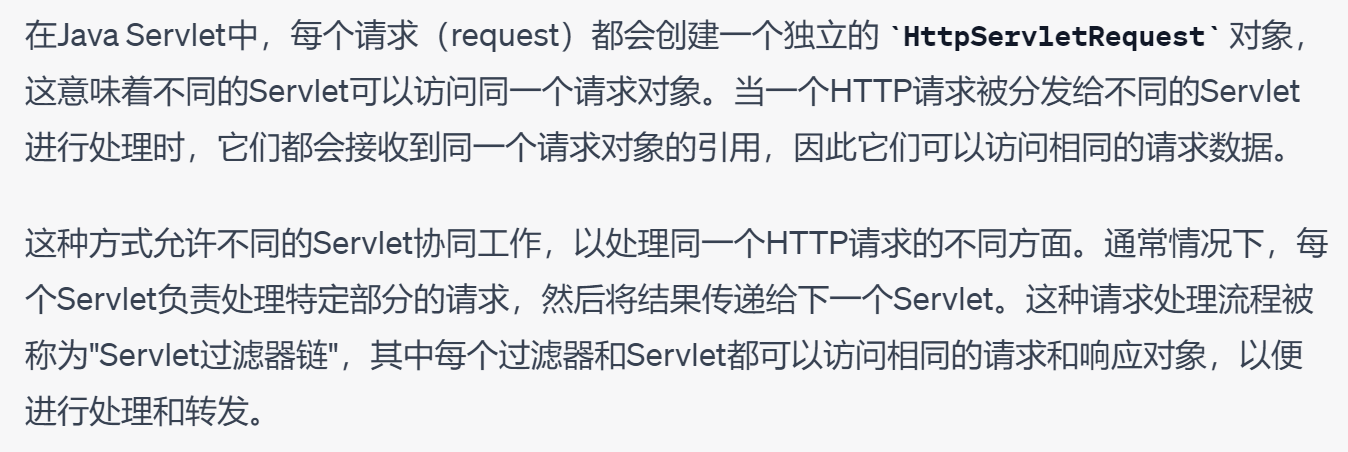 在Java Servlet中，每个请求（request）都会创建一个独立的 `HttpServletRequest` 对象，
这意味着不同的Servlet可以访问同一个请求对象。当一个HTTP请求被分发给不同的Servlet
进行处理时，它们都会接收到同一个请求对象的引用，因此它们可以访问相同的请求数据。
这种方式允许不同的Servlet协同工作，以处理同一个HTTP请求的不同方面。通常情况下，每
个Servlet负责处理特定部分的请求，然后将结果传递给下一个Servlet。这种请求处理流程被
称为"Servlet过滤器链"，其中每个过滤器和Servlet都可以访问相同的请求和响应对象，以便
进行处理和转发。